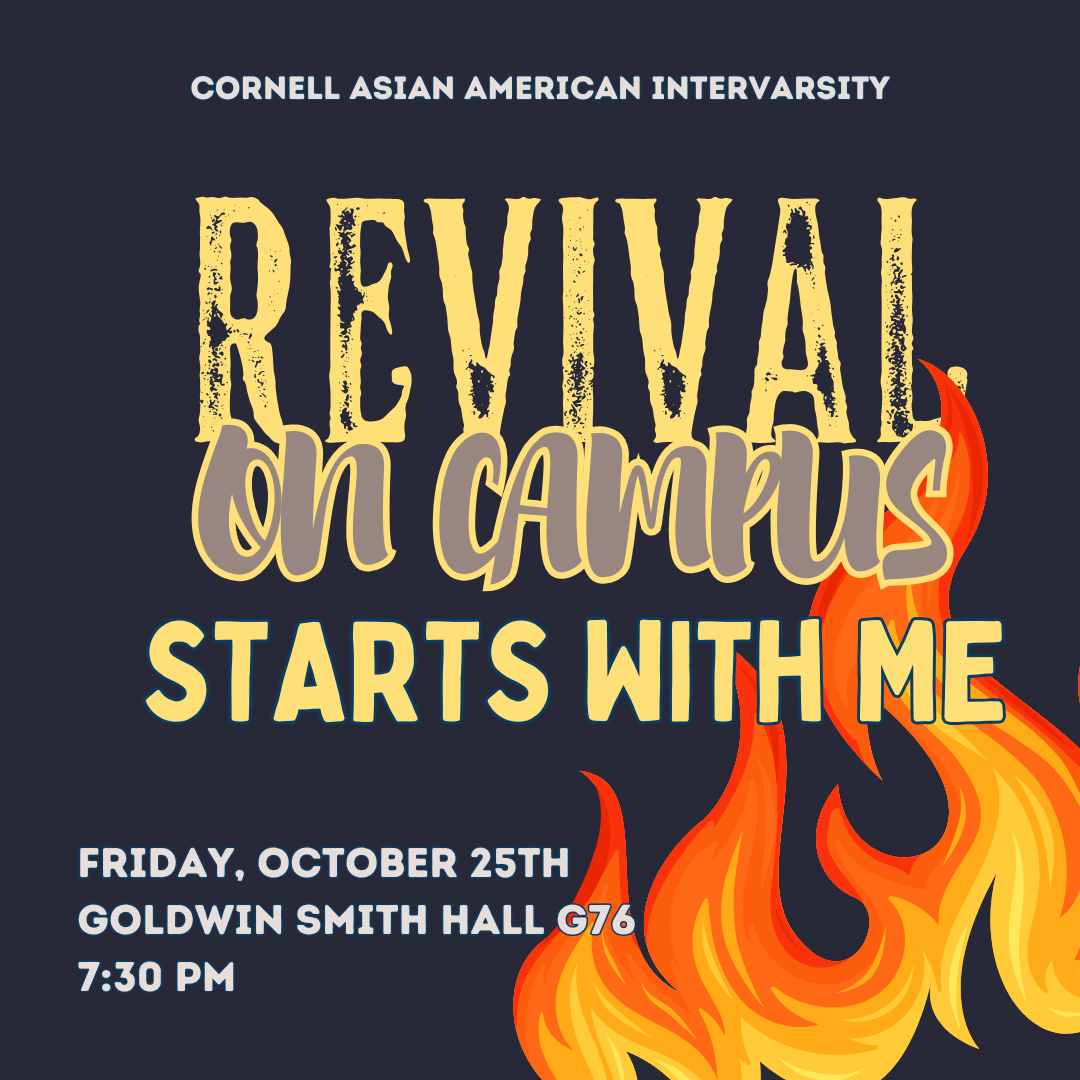 CORNELL ASIAN AMERICAN INTERVARSITY
REVIVAL
ON CAMPUS
STARTS WITH ME
FRIDAY, OCTOBER 25TH
GOLDWIN SMITH HALL G76
7:30 PM